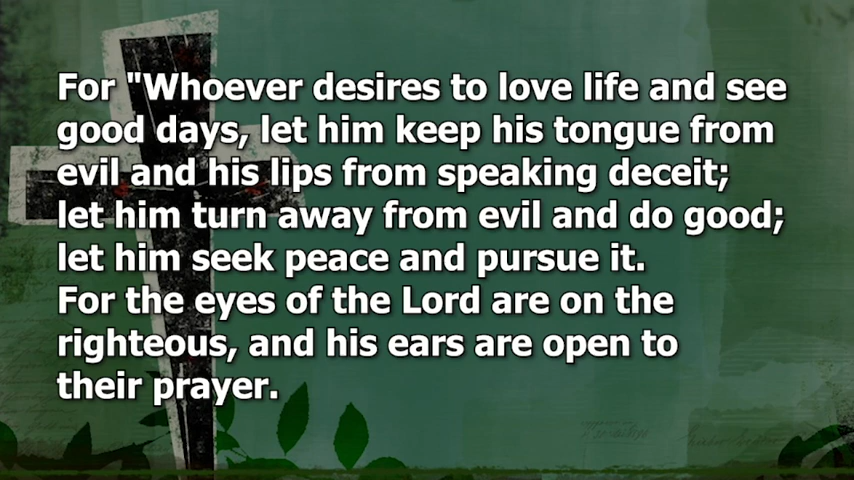 For "Whoever desires to love life and see
good days, let him keep his tongue from
evil and his lips from speaking deceit;
let him turn away from evil and do good;
let him seek peace and pursue it.
For the eyes of the Lord are on the
righteous, and his ears are open to
their prayer.